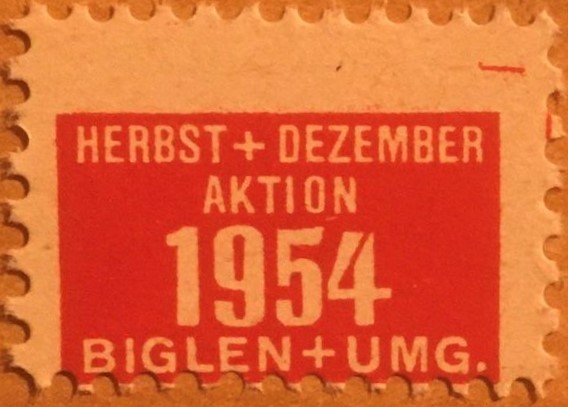 HERBST + DEZEMBER
AKTION
1954
BIGLEN + UMG.